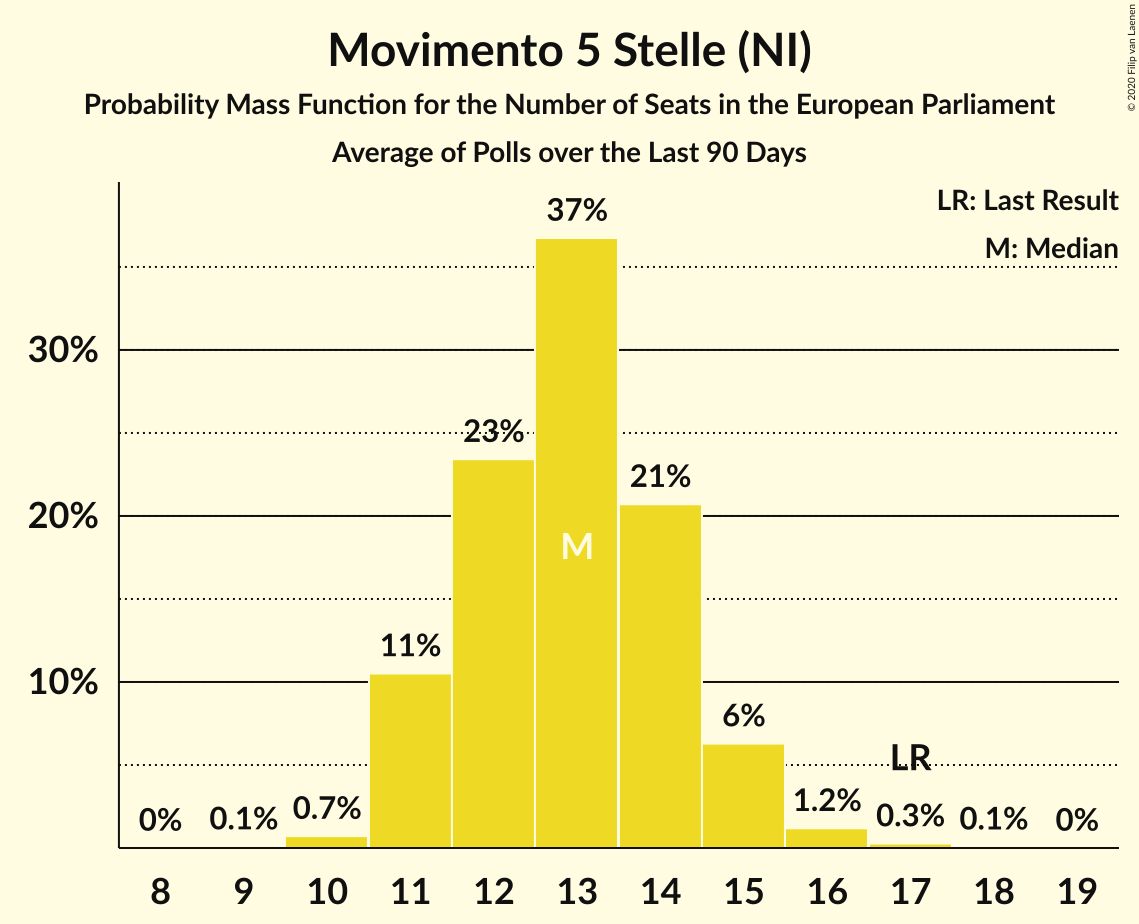 Movimento 5 Stelle (NI)
Probability Mass Function for the Number of Seats in the European Parliament
Average of Polls over the Last 90 Days
© 2020 Filip van Laenen
LR: Last Result
M: Median
37%
30%
23%
21%
20%
M
11%
10%
6%
LR
0%
0.1%
0.7%
1.2%
0.3%
0.1%
0%
8 9 10 11 12 13 14 15 16 17 18 19